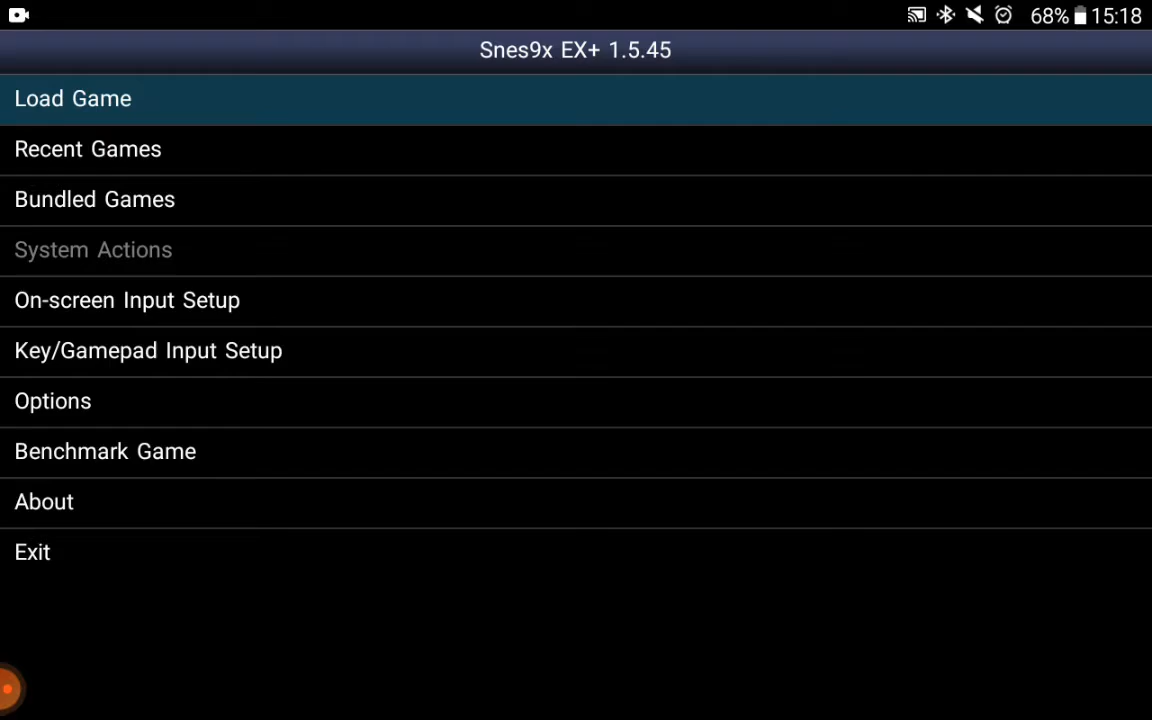 68% 15:18
Snes9x EX+ 1.5.45
Load Game
Recent Games
Bundled Games
System Actions
On-screen Input Setup
Key/Gamepad Input Setup
Options
Benchmark Game
About
Exit